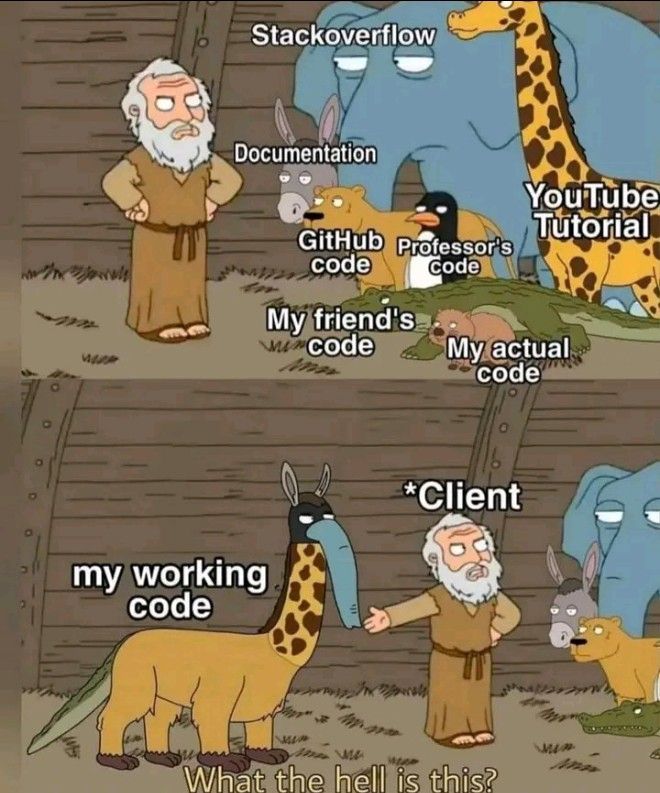 Stackoverflow
Documentation
YouTube
Tutorial
GitHub
code
Professor's
Code
My friend's
code
My actual
code
*Client
my working
code
What the hell is this?